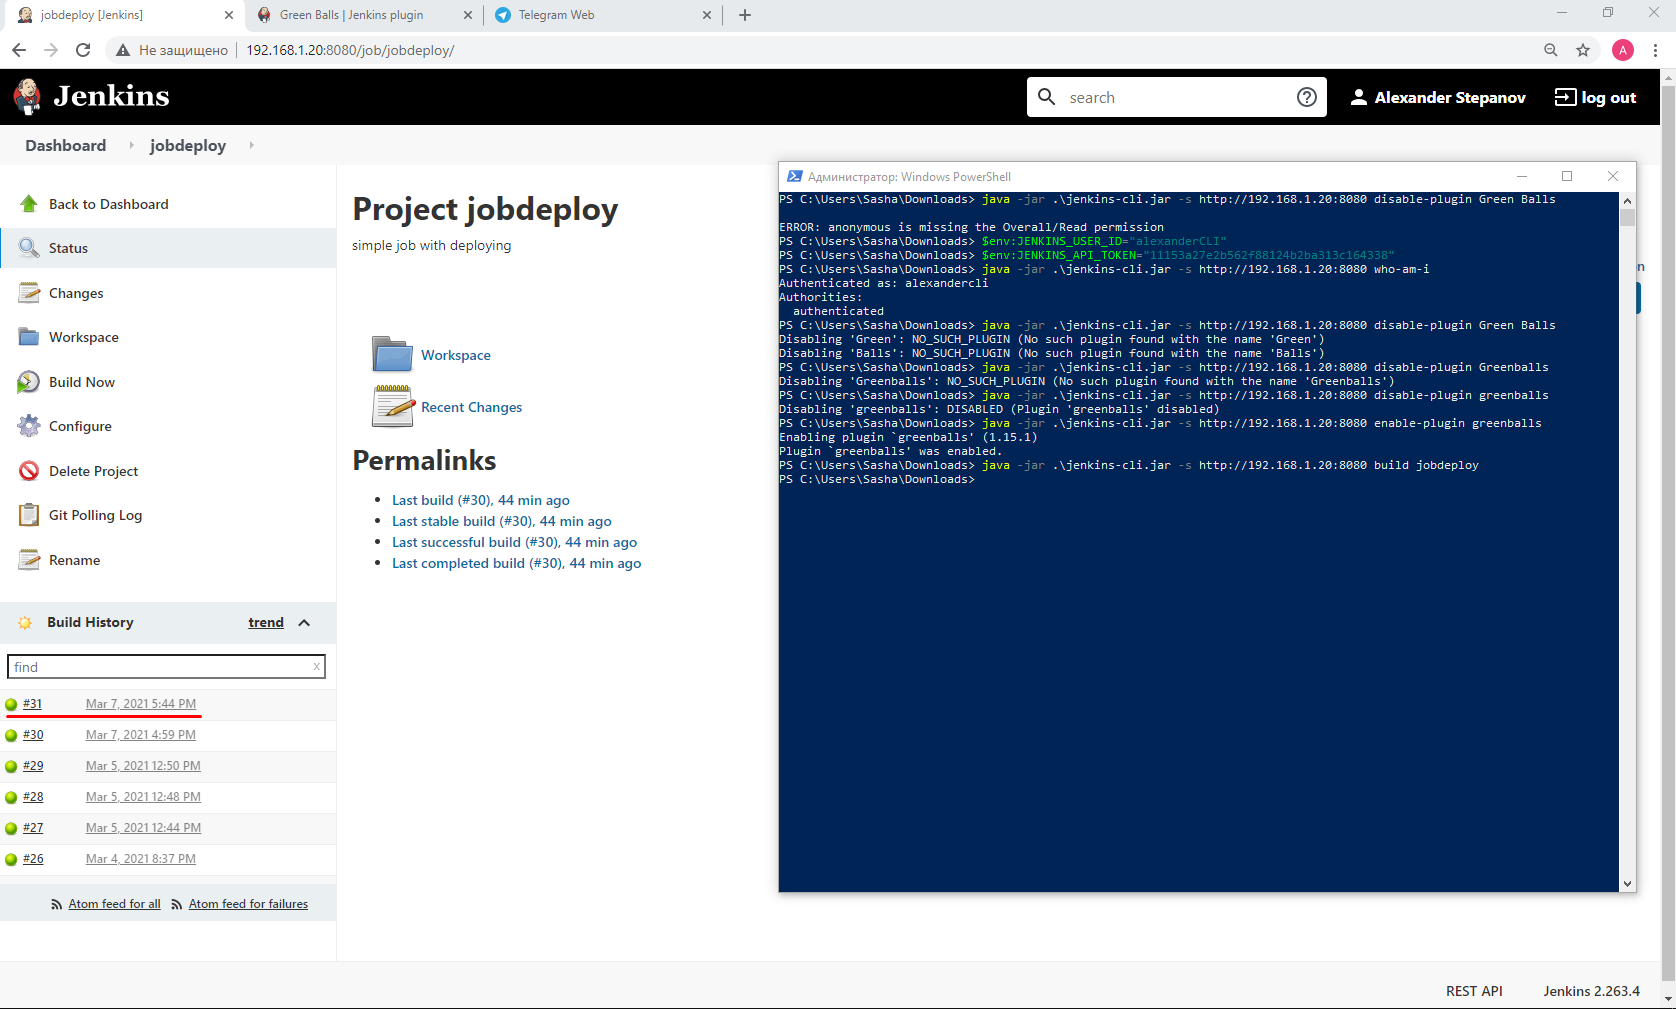 jobdeploy [Jenkins]
Green Balls | Jenkins plugin
Telegram Web
Не защищено
192.168.1.20:8080/job/jobdeploy/
A
Jenkins
search
Alexander Stepanov
log out
Dashboard
jobdeploy
Back to Dashboard
Status
Changes
Workspace
Build Now
Configure
Delete Project
Git Polling Log
Rename
Build History
trend
find
x
#31 Mar 7, 2021 5:44 PM
#30 Mar 7, 2021 4:59 PM
#29 Mar 5, 2021 12:50 PM
#28 Mar 5, 2021 12:48 PM
#27 Mar 5, 2021 12:44 PM
#26 Mar 4, 2021 8:37 PM
Atom feed for all
Atom feed for failures
Project jobdeploy
simple job with deploying
Workspace
Recent Changes
Permalinks
Last build (#30), 44 min ago
Last stable build (#30), 44 min ago
Last successful build (#30), 44 min ago
Last completed build (#30), 44 min ago
Администратор: Windows PowerShell
PS C:\Users\Sasha\Downloads> java -jar .\jenkins-cli.jar -s http://192.168.1.20:8080 disable-plugin Green Balls
ERROR: anonymous is missing the Overall/Read permission
PS C:\Users\Sasha\Downloads> $env:JENKINS_USER_ID="alexanderCLI"
PS C:\Users\Sasha\Downloads> $env:JENKINS_API_TOKEN="11153a27e2b562f88124b2ba313c164338"
PS C:\Users\Sasha\Downloads> java -jar .\jenkins-cli.jar -s http://192.168.1.20:8080 who-am-i
Authenticated as: alexandercli
Authorities:
authenticated
PS C:\Users\Sasha\Downloads> java -jar .\jenkins-cli.jar -s http://192.168.1.20:8080 disable-plugin Green Balls
Disabling 'Green': NO_SUCH_PLUGIN (No such plugin found with the name 'Green')
Disabling 'Balls': NO_SUCH_PLUGIN (No such plugin found with the name 'Balls')
PS C:\Users\Sasha\Downloads> java -jar .\jenkins-cli.jar -s http://192.168.1.20:8080 disable-plugin Greenballs
Disabling 'Greenballs': NO_SUCH_PLUGIN (No such plugin found with the name 'Greenballs')
PS C:\Users\Sasha\Downloads> java -jar .\jenkins-cli.jar -s http://192.168.1.20:8080 disable-plugin greenballs
Disabling 'greenballs': DISABLED (Plugin 'greenballs' disabled)
PS C:\Users\Sasha\Downloads> java -jar .\jenkins-cli.jar -s http://192.168.1.20:8080 enable-plugin greenballs
Enabling plugin `greenballs' (1.15.1)
Plugin `greenballs' was enabled.
PS C:\Users\Sasha\Downloads> java -jar .\jenkins-cli.jar -s http://192.168.1.20:8080 build jobdeploy
PS C:\Users\Sasha\Downloads>
n
REST API
Jenkins 2.263.4